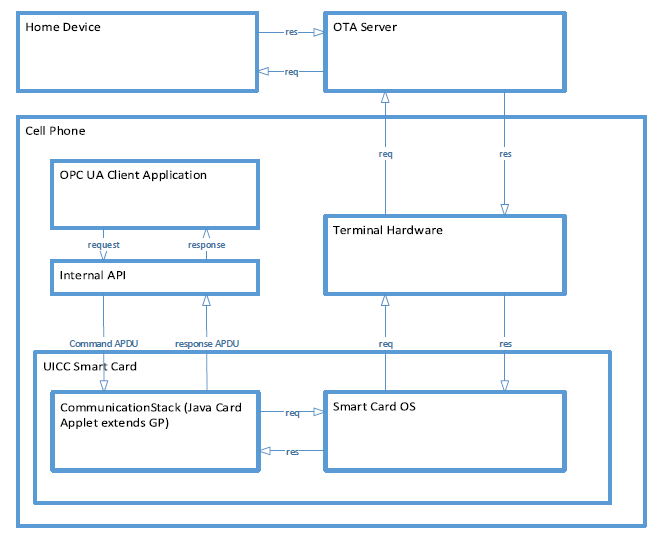 Home Device
OTA Server
res
req
Cell Phone
req
res
OPC UA Client Application
request
response
Terminal Hardware
Internal API
Command APDU
response APDU
req
res
UICC Smart Card
CommunicationStack (Java Card
Applet extends GP)
Smart Card OS
req
res